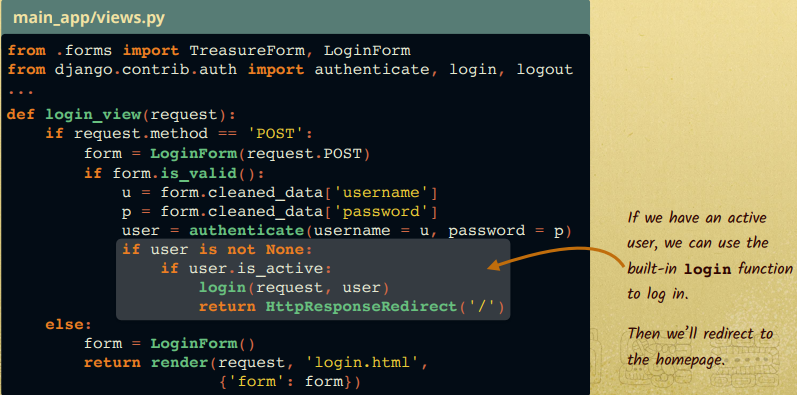 main_app/views.py
from .forms import TreasureForm, LoginForm
from django.contrib.auth import authenticate, login, logout
...
def login_view(request):
    if request.method == 'POST':
        form = LoginForm(request.POST)
        if form.is_valid():
            u = form.cleaned_data['username']
            p = form.cleaned_data['password']
            user = authenticate(username = u, password = p)
            if user is not None:
                if user.is_active:
                    login(request, user)
                    return HttpResponseRedirect('/')
    else:
        form = LoginForm()
        return render(request, 'login.html',
                      {'form': form})
If we have an active
user, we can use the
built-in login function
to log in.
Then we'll redirect to
the homepage.